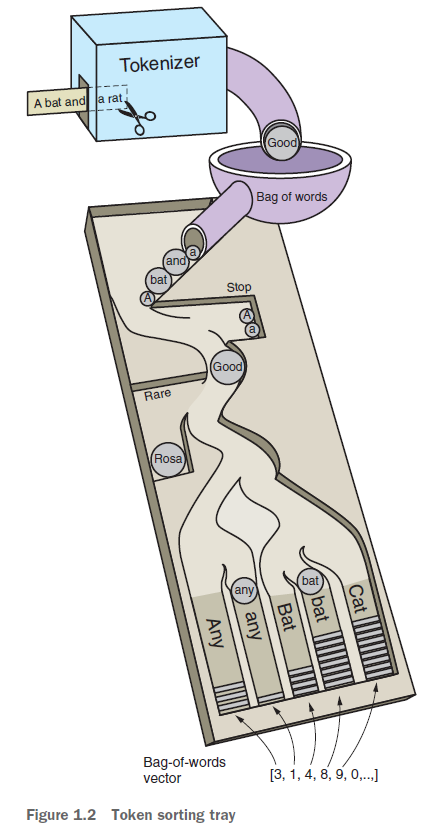 Tokenizer
A bat and a rat
Good
Bag of words
a
and
bat
A
Stop
A
a
Good
Rare
Rosa
any
bat
Any
any
Bat
bat
Cat
Bag-of-words
vector
[3, 1, 4, 8, 9, 0,..,]
Figure 1.2 Token sorting tray